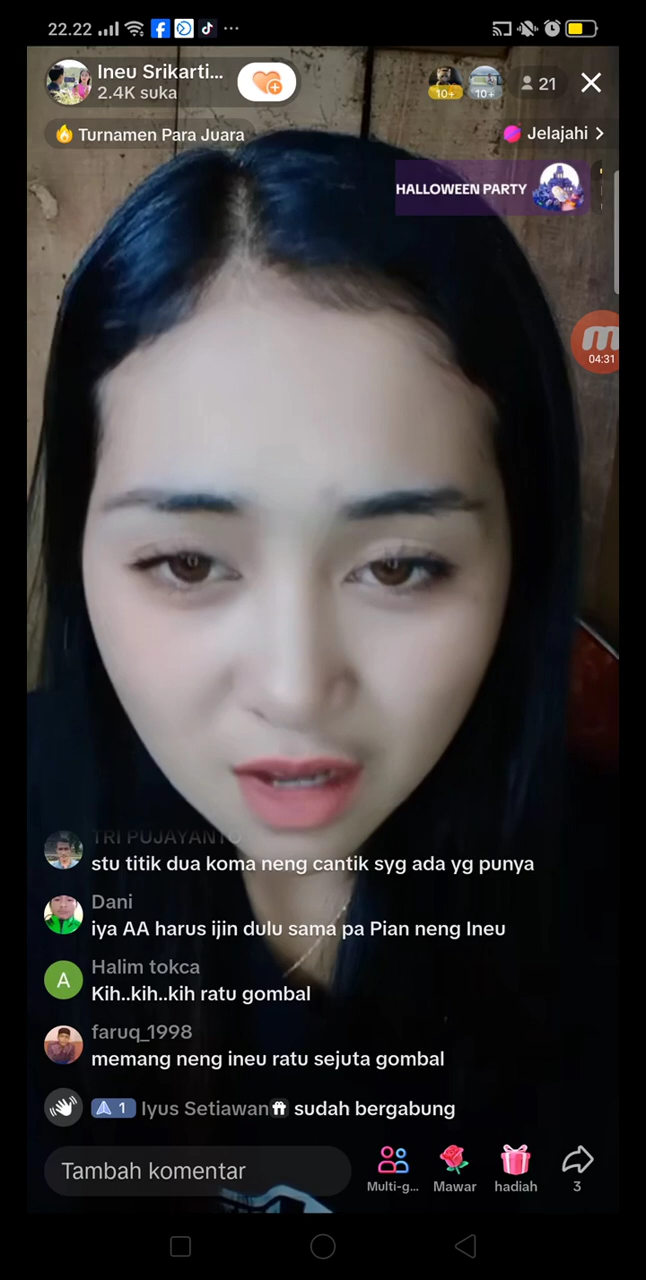 22.22
Ineu Srikarti...
2.4K suka
10+
10+
21
Turnamen Para Juara
Jelajahi
HALLOWEEN PARTY
04:31
TRI PUJAYANTO
stu titik dua koma neng cantik syg ada yg punya
Dani
iya AA harus ijin dulu sama pa Pian neng Ineu
A
Halim tokca
Kih..kih..kih ratu gombal
faruq_1998
memang neng ineu ratu sejuta gombal
1 Iyus Setiawan sudah bergabung
Tambah komentar
Multi-g...
Mawar
hadiah
3